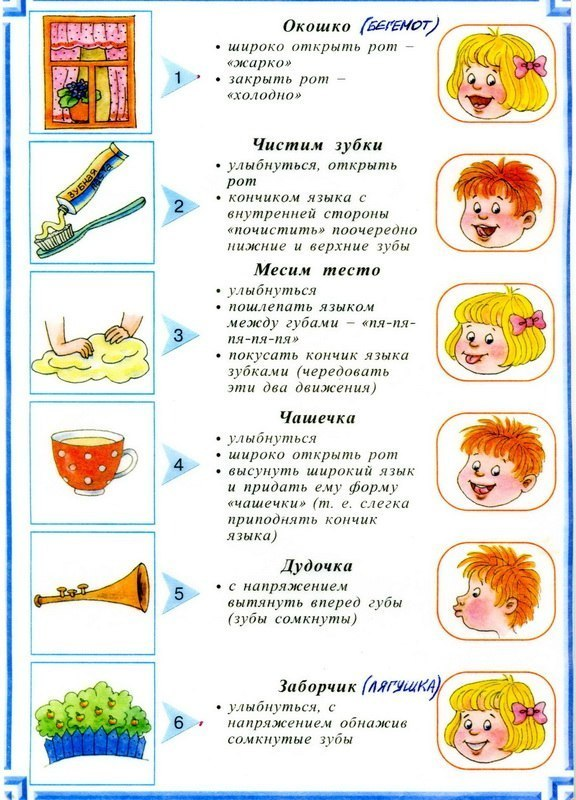 Окошко (БЕГЕМОТ)
• широко открыть рот –
«жарко»
1
• закрыть рот –
«холодно»
Чистим зубки
ЗУБНАЯ ПАСТА
• улыбнуться, открыть
рот
2
• кончиком языка с
внутренней стороны
«почистить» поочередно
нижние и верхние зубы
Месим тесто
• улыбнуться
• пошлепать языком
между губами – «пя-пя-
пя-пя-пя»
3
• покусать кончик языка
зубками (чередовать
эти два движения)
Чашечка
• улыбнуться
• широко открыть рот
4
• высунуть широкий язык
и придать ему форму
«чашечки» (т. е. слегка
приподнять кончик
языка)
Дудочка
5
• с напряжением
вытянуть вперед губы
(зубы сомкнуты)
Заборчик (ЛЯГУШКА)
6
• улыбнуться, с
напряжением обнажив
сомкнутые зубы